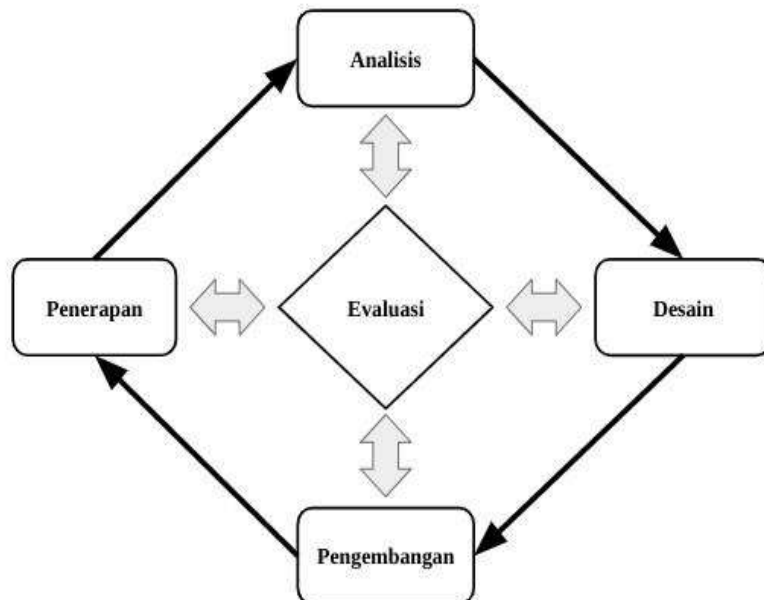 Analisis
Penerapan
Evaluasi
Desain
Pengembangan